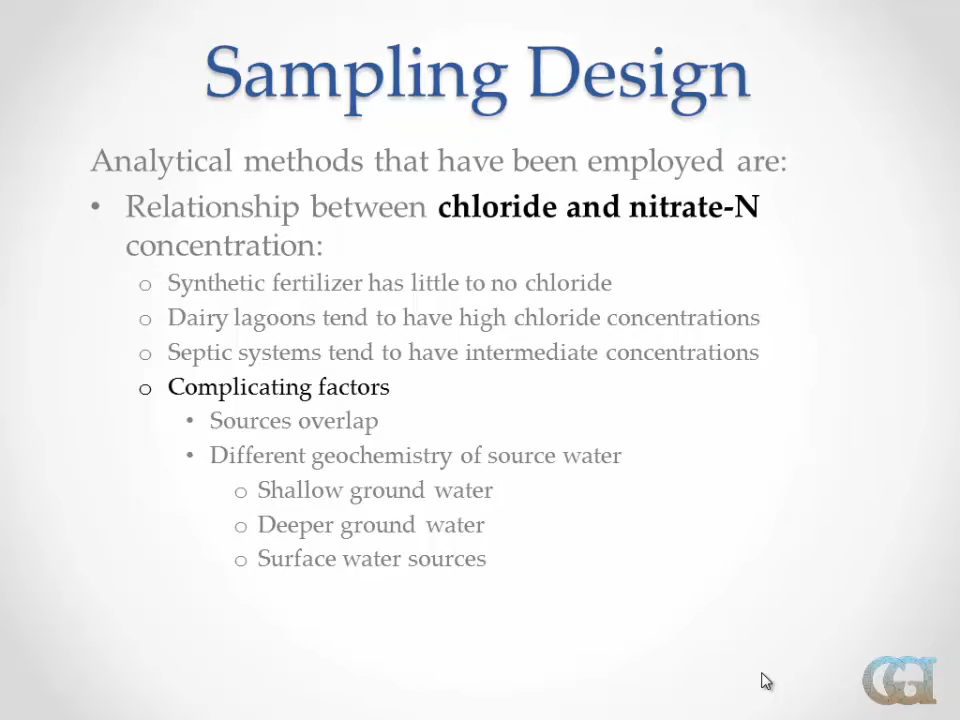 Sampling Design
Analytical methods that have been employed are:
• Relationship between chloride and nitrate-N
concentration:
o Synthetic fertilizer has little to no chloride
o Dairy lagoons tend to have high chloride concentrations
o Septic systems tend to have intermediate concentrations
o Complicating factors
• Sources overlap
• Different geochemistry of source water
o Shallow ground water
o Deeper ground water
o Surface water sources